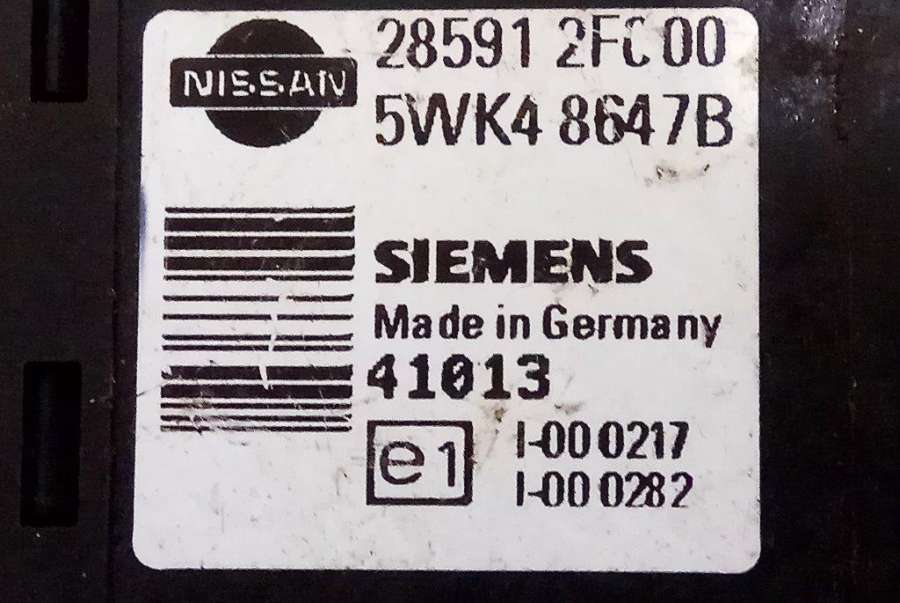 NISSAN
28591 2FC00
5WK4 8647B
SIEMENS
Made in Germany
41013
e1
I-00 0217
I-00 0282